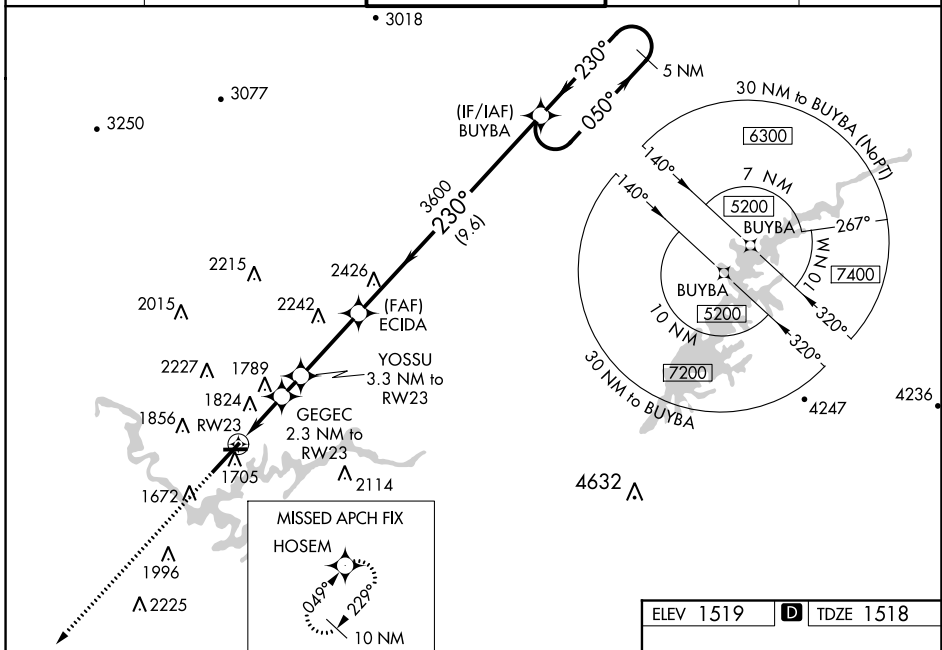 3018
3077
3250
230°
050°
5 NM
(IF/IAF)
BUYBA
3600
230°
(9.6)
30 NM to BUYBA (NoPT)
6300
140°
7 NM
5200
BUYBA
267°
10 NM
7400
320°
140°
BUYBA
5200
10 NM
320°
7200
30 NM to BUYBA
2215
2426
2015
2242
(FAF)
ECIDA
2227
1789
YOSSU
3.3 NM to
RW23
1824
1856
RW23
GEGEC
2.3 NM to
RW23
1705
1672
2114
4247
4236
4632
1996
2225
MISSED APCH FIX
HOSEM
049°
229°
10 NM
ELEV 1519
D
TDZE 1518